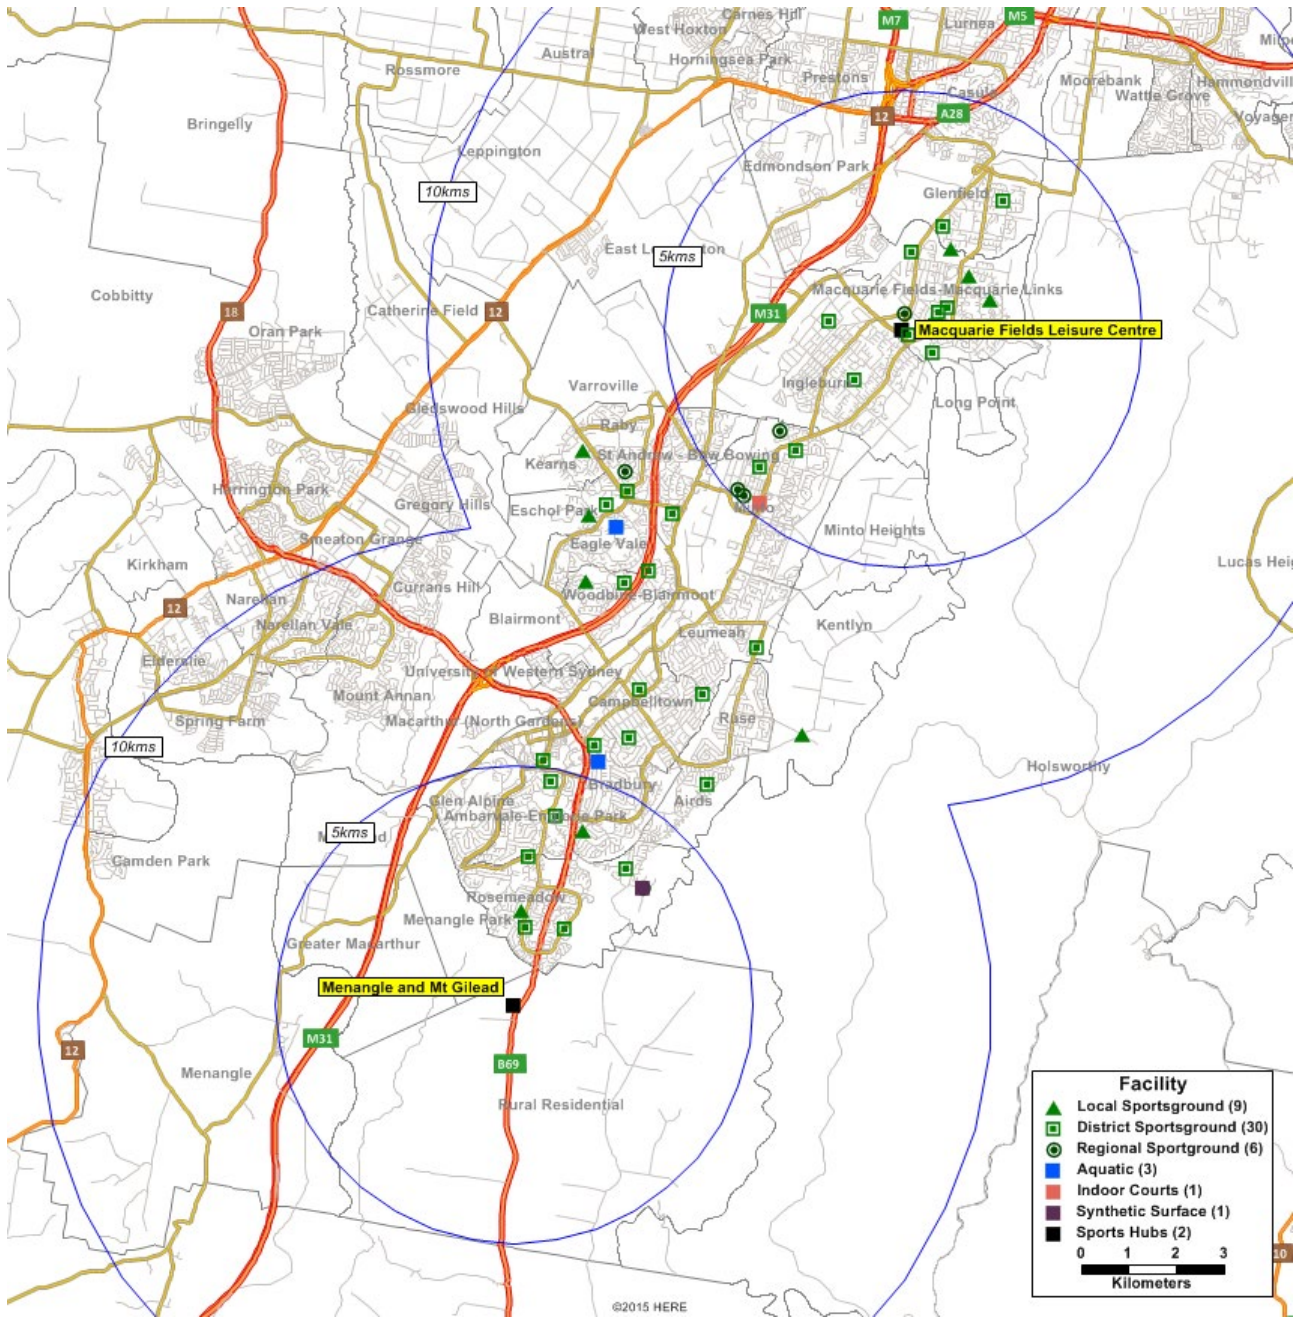 Carnes Hill
M7
M5
Lurnea
West Hoxton
Austral
Horningsea Park
Rossmore
Prestons
Moorebank
Hammondville
Wattle Grove
Casula
Bringelly
12
A28
Leppington
Edmondson Park
10kms
Glenfield
5kms
Cobbitty
Macquarie Fields-Macquarie Links
18
Catherine Field
12
M31
Oran Park
Macquarie Fields Leisure Centre
Varroville
Ingleburn
Gledswood Hills
Long Point
Raby
St Andrew - Bow Bowing
Kearns
Harrington Park
Gregory Hills
Eschol Park
Minto
Minto Heights
Smeaton Grange
Eagle Vale
Kirkham
Currans Hill
Woodbine-Blairmont
12
Narellan
Blairmont
Narellan Vale
Leumeah
Kentlyn
Elderslie
University of Western Sydney
Mount Annan
Campbelltown
Spring Farm
Macarthur (North Gardens)
Ruse
10kms
Holsworthy
Bradbury
Glen Alpine
Airds
Ambarvale-Englorie Park
5kms
Camden Park
Rosemeadow
Menangle Park
Greater Macarthur
Menangle and Mt Gilead
M31
12
B69
Menangle
Rural Residential
Facility
Local Sportsground (9)
District Sportsground (30)
Regional Sportground (6)
Aquatic (3)
Indoor Courts (1)
Synthetic Surface (1)
Sports Hubs (2)
0 1 2 3
Kilometers
10
©2015 HERE